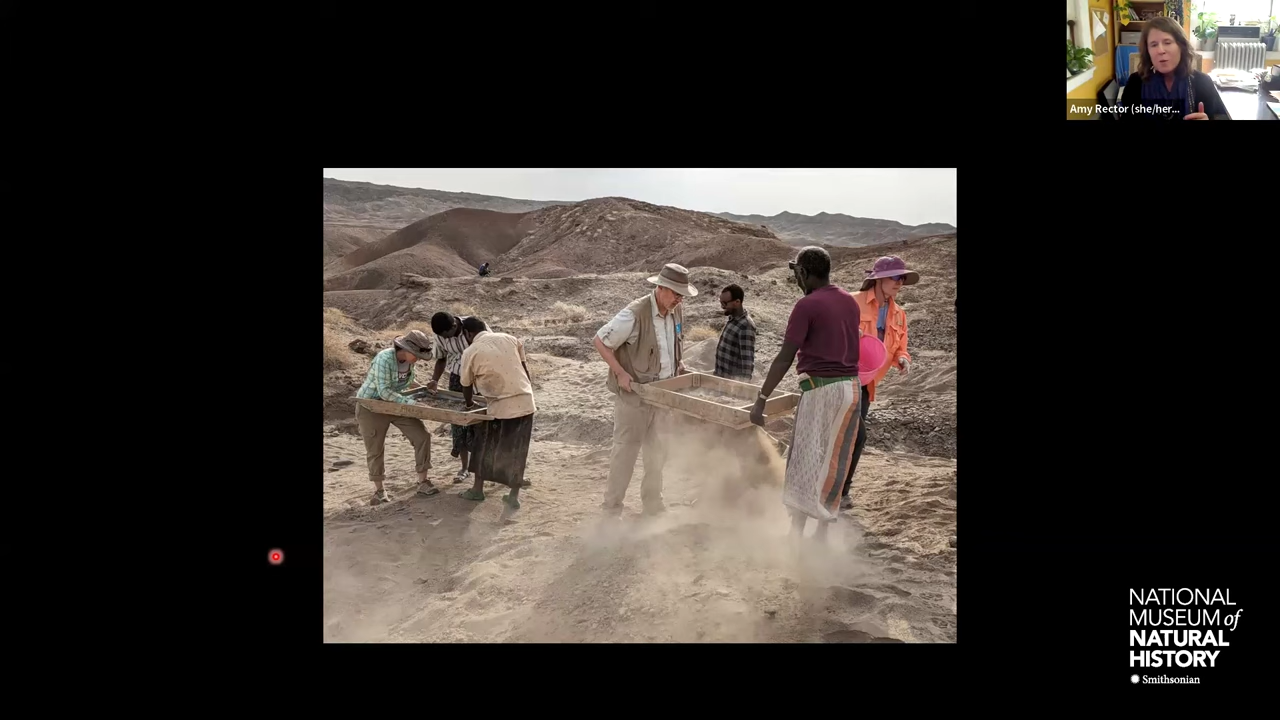 Amy Rector (she/her...
NATIONAL
MUSEUM of
NATURAL
HISTORY
Smithsonian